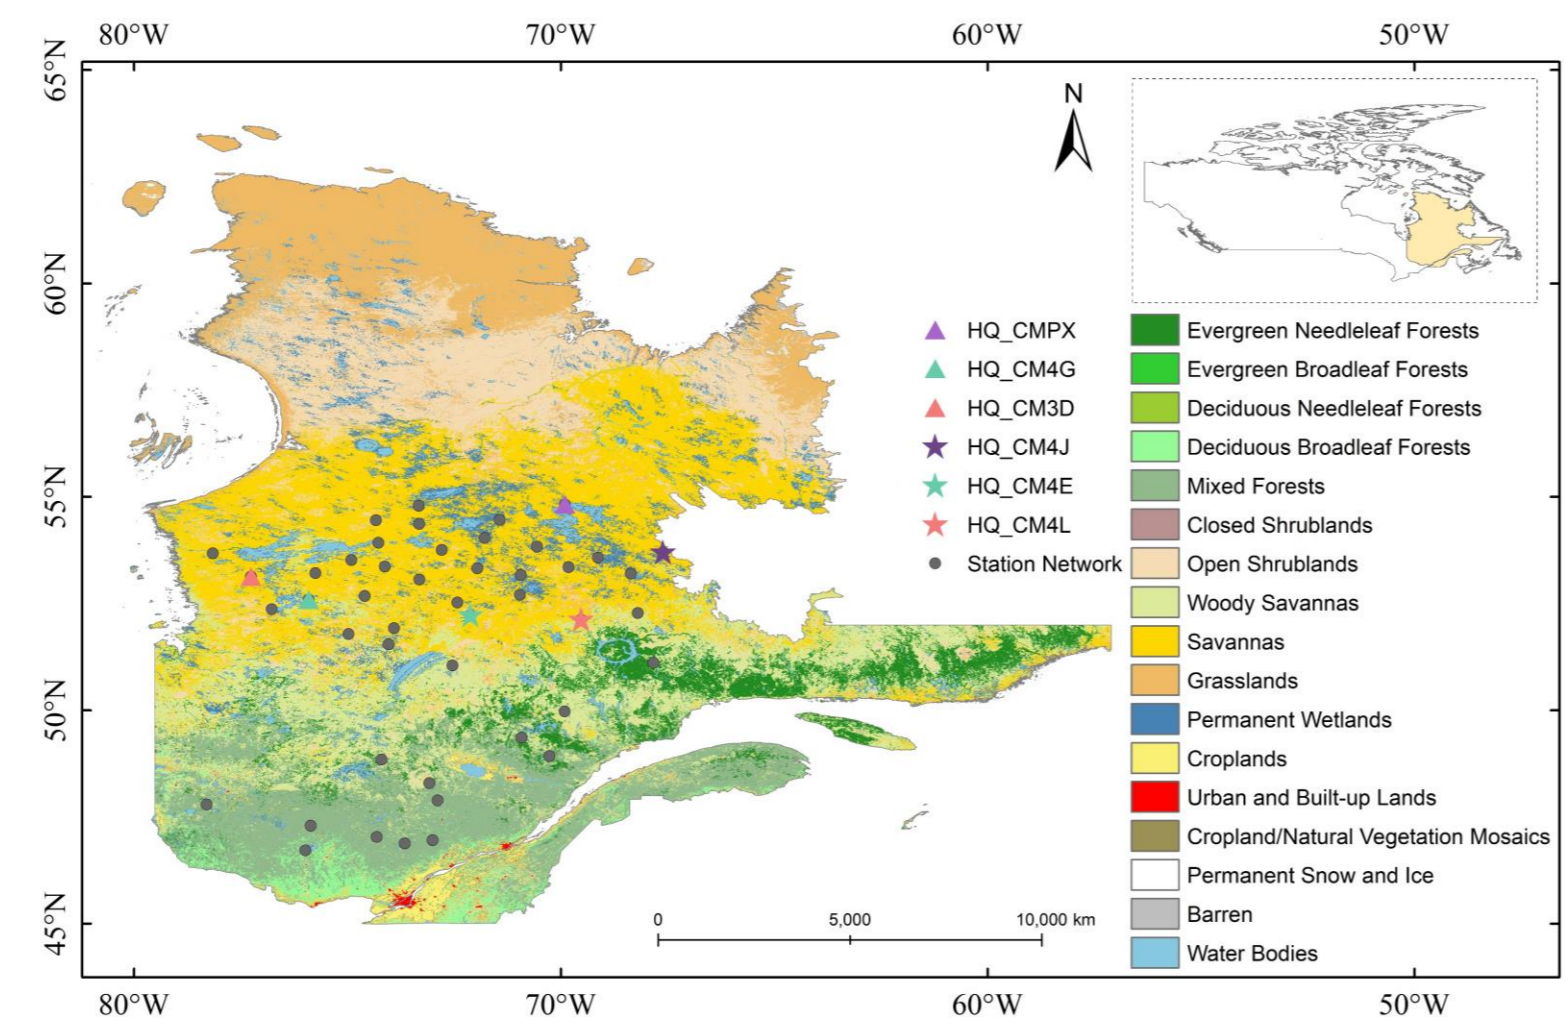 80°W 70°W 60°W 50°W
65°N
60°N
55°N
50°N
45°N
N
HQ_CMPX
HQ_CM4G
HQ_CM3D
HQ_CM4J
HQ_CM4E
HQ_CM4L
Station Network
Evergreen Needleleaf Forests
Evergreen Broadleaf Forests
Deciduous Needleleaf Forests
Deciduous Broadleaf Forests
Mixed Forests
Closed Shrublands
Open Shrublands
Woody Savannas
Savannas
Grasslands
Permanent Wetlands
Croplands
Urban and Built-up Lands
Cropland/Natural Vegetation Mosaics
Permanent Snow and Ice
Barren
Water Bodies
0 5,000 10,000 km
80°W 70°W 60°W 50°W